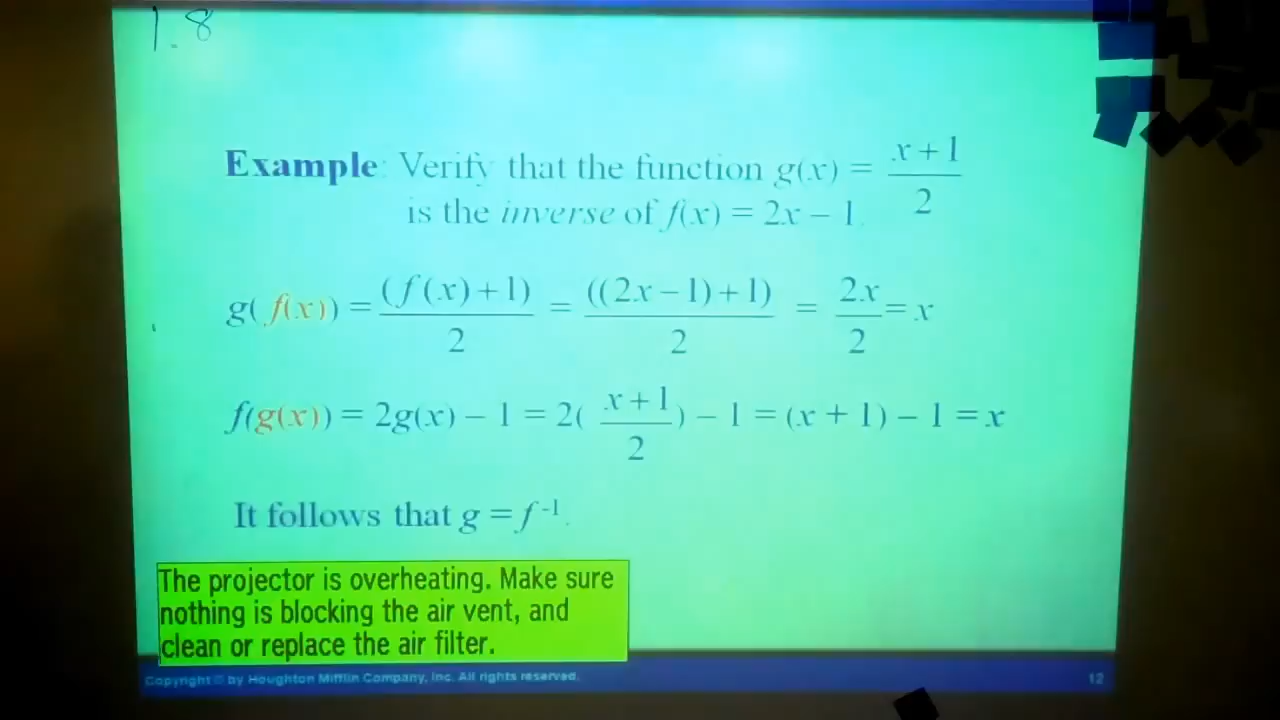 1.8
Example: Verify that the function g(x) = (x+1)/2
is the inverse of f(x) = 2x – 1.
g( f(x)) = (f(x)+1)/2 = ((2x–1)+1)/2 = 2x/2 = x
f(g(x)) = 2g(x) – 1 = 2( (x+1)/2 ) – 1 = (x + 1) – 1 = x
It follows that g = f⁻¹.
The projector is overheating. Make sure
nothing is blocking the air vent, and
clean or replace the air filter.
Copyright © by Houghton Mifflin Company, Inc. All rights reserved.
12